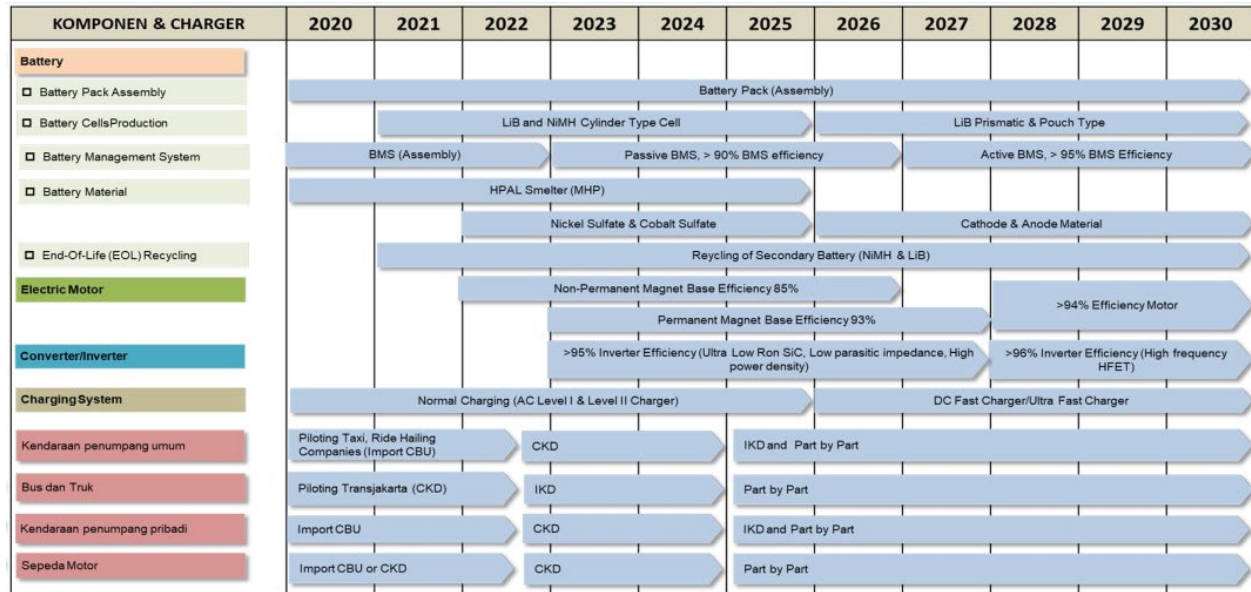 KOMPONEN & CHARGER 2020 2021 2022 2023 2024 2025 2026 2027 2028 2029 2030
Battery
Battery Pack Assembly
Battery Pack (Assembly)
Battery CellsProduction
LiB and NiMH Cylinder Type Cell
LiB Prismatic & Pouch Type
Battery Management System
BMS (Assembly)
Passive BMS, > 90% BMS efficiency
Active BMS, > 95% BMS Efficiency
Battery Material
HPAL Smelter (MHP)
Nickel Sulfate & Cobalt Sulfate
Cathode & Anode Material
End-Of-Life (EOL) Recycling
Reycling of Secondary Battery (NiMH & LiB)
Electric Motor
Non-Permanent Magnet Base Efficiency 85%
>94% Efficiency Motor
Permanent Magnet Base Efficiency 93%
Converter/Inverter
>95% Inverter Efficiency (Ultra Low Ron SiC, Low parasitic impedance, High
power density)
>96% Inverter Efficiency (High frequency
HFET)
Charging System
Normal Charging (AC Level I & Level II Charger)
DC Fast Charger/Ultra Fast Charger
Kendaraan penumpang umum
Piloting Taxi, Ride Hailing
Companies (Import CBU)
CKD
IKD and Part by Part
Bus dan Truk
Piloting Transjakarta (CKD)
IKD
Part by Part
Kendaraan penumpang pribadi
Import CBU
CKD
IKD and Part by Part
Sepeda Motor
Import CBU or CKD
CKD
Part by Part